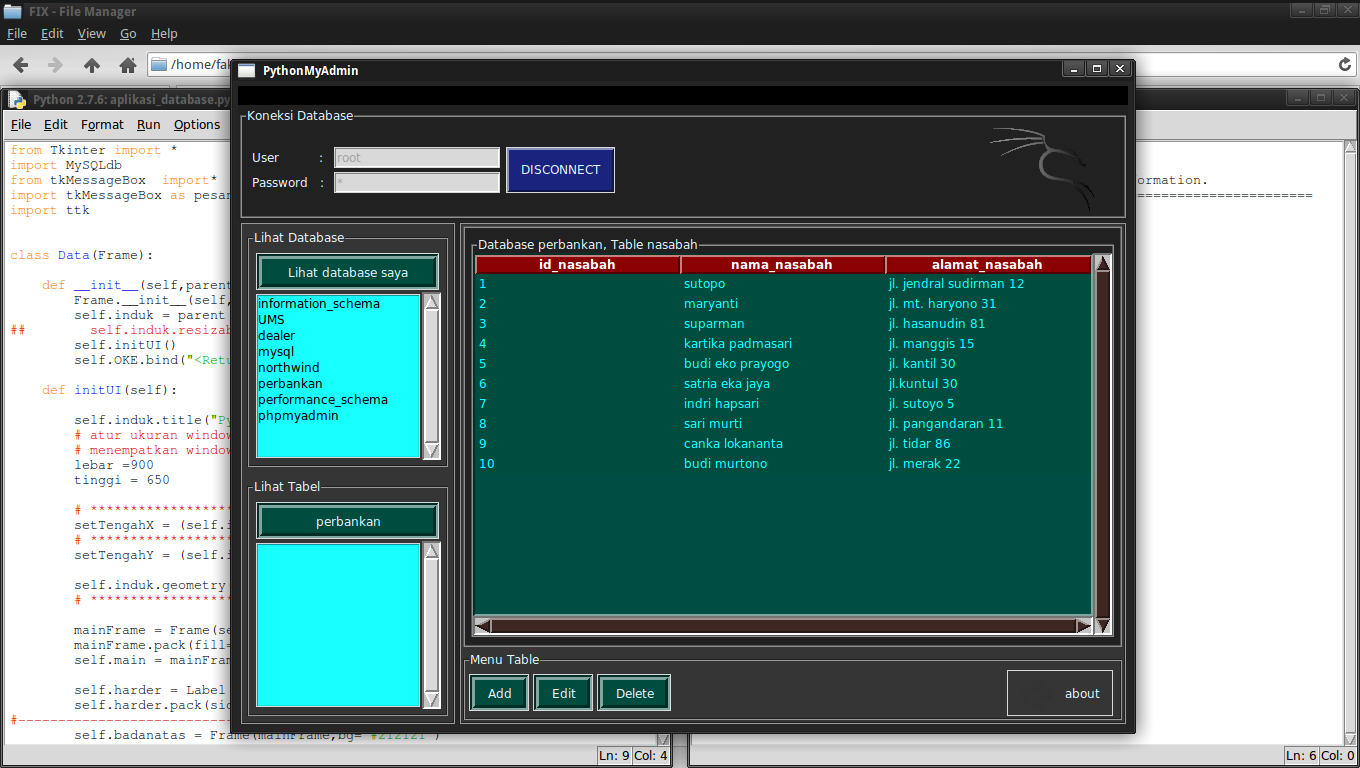 FIX - File Manager
File Edit View Go Help
/home/fal
PythonMyAdmin
Python 2.7.6: aplikasi_database.py
File Edit Format Run Options
from Tkinter import *
import MySQLdb
from tkMessageBox  import*
import tkMessageBox as pesan
import ttk
class Data(Frame):
def __init__(self,parent
Frame.__init__(self,
self.induk = parent
## self.induk.resizab
self.initUI()
self.OKE.bind("<Retu
def initUI(self):
self.induk.title("Py
# atur ukuran window
# menempatkan window
lebar =900
tinggi = 650
# ******************
setTengahX = (self.i
# ******************
setTengahY = (self.i
self.induk.geometry
# ******************
mainFrame = Frame(se
mainFrame.pack(fill=
self.main = mainFram
self.harder = Label
self.harder.pack(sid
#---------------------------
self.badanatas = Frame(mainFrame,bg="#212121")
Ln: 9 Col: 4
Koneksi Database
User :
root
Password :
*
DISCONNECT
Lihat Database
Lihat database saya
information_schema
UMS
dealer
mysql
northwind
perbankan
performance_schema
phpmyadmin
Lihat Tabel
perbankan
Database perbankan, Table nasabah
id_nasabah nama_nasabah alamat_nasabah
1 sutopo jl. jendral sudirman 12
2 maryanti jl. mt. haryono 31
3 suparman jl. hasanudin 81
4 kartika padmasari jl. manggis 15
5 budi eko prayogo jl. kantil 30
6 satria eka jaya jl.kuntul 30
7 indri hapsari jl. sutoyo 5
8 sari murti jl. pangandaran 11
9 canka lokananta jl. tidar 86
10 budi murtono jl. merak 22
Menu Table
Add Edit Delete
about
ormation.
=======================
Ln: 6 Col: 0